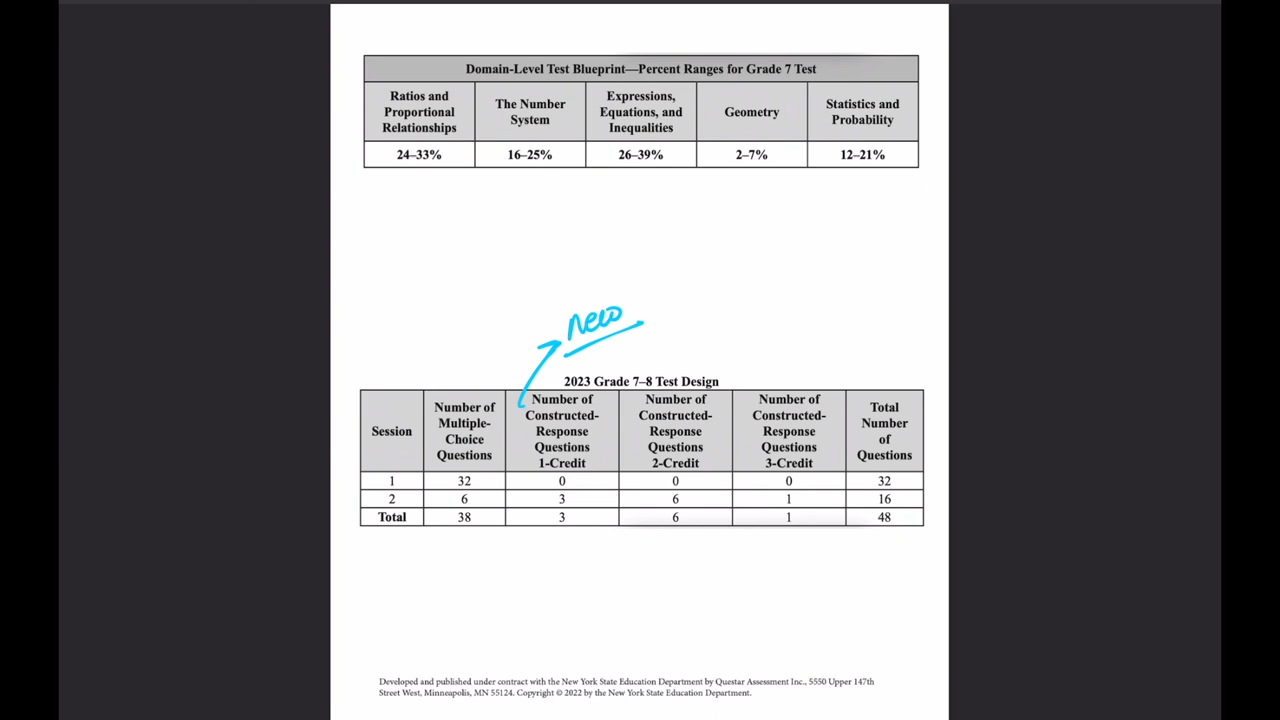 Domain-Level Test Blueprint—Percent Ranges for Grade 7 Test
Ratios and
Proportional
Relationships
The Number
System
Expressions,
Equations, and
Inequalities
Geometry
Statistics and
Probability
24–33%
16–25%
26–39%
2–7%
12–21%
new
2023 Grade 7–8 Test Design
Session
Number of
Multiple-
Choice
Questions
Number of
Constructed-
Response
Questions
1-Credit
Number of
Constructed-
Response
Questions
2-Credit
Number of
Constructed-
Response
Questions
3-Credit
Total
Number
of
Questions
1 32 0 0 0 32
2 6 3 6 1 16
Total 38 3 6 1 48
Developed and published under contract with the New York State Education Department by Questar Assessment Inc., 5550 Upper 147th
Street West, Minneapolis, MN 55124. Copyright © 2022 by the New York State Education Department.